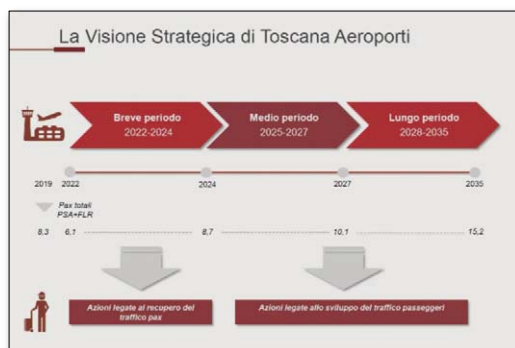 La Visione Strategica di Toscana Aeroporti
Breve periodo
2022-2024
Medio periodo
2025-2027
Lungo periodo
2028-2035
2019 2022 2024 2027 2035
Pax totali
PSA+FLR
8,3 6,1 8,7 10,1 15,2
Azioni legate al recupero del
traffico pax
Azioni legate allo sviluppo del traffico passeggeri